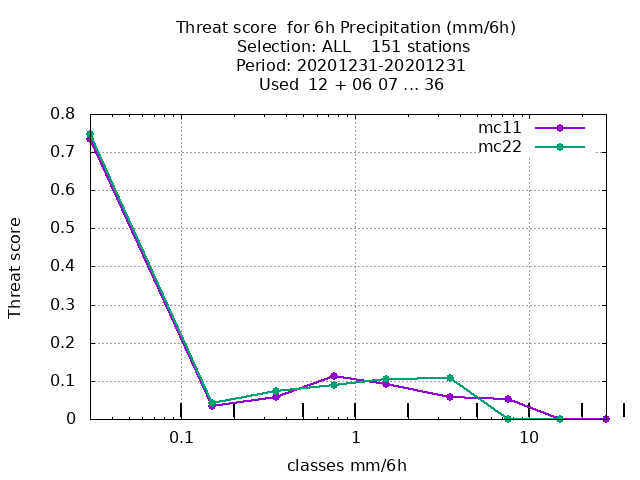 Threat score  for 6h Precipitation (mm/6h)
Selection: ALL    151 stations
Period: 20201231-20201231
Used  12 + 06 07 ... 36
mc11
mc22
0.8
0.7
0.6
0.5
0.4
0.3
0.2
0.1
0
Threat score
0.1
1
10
classes mm/6h